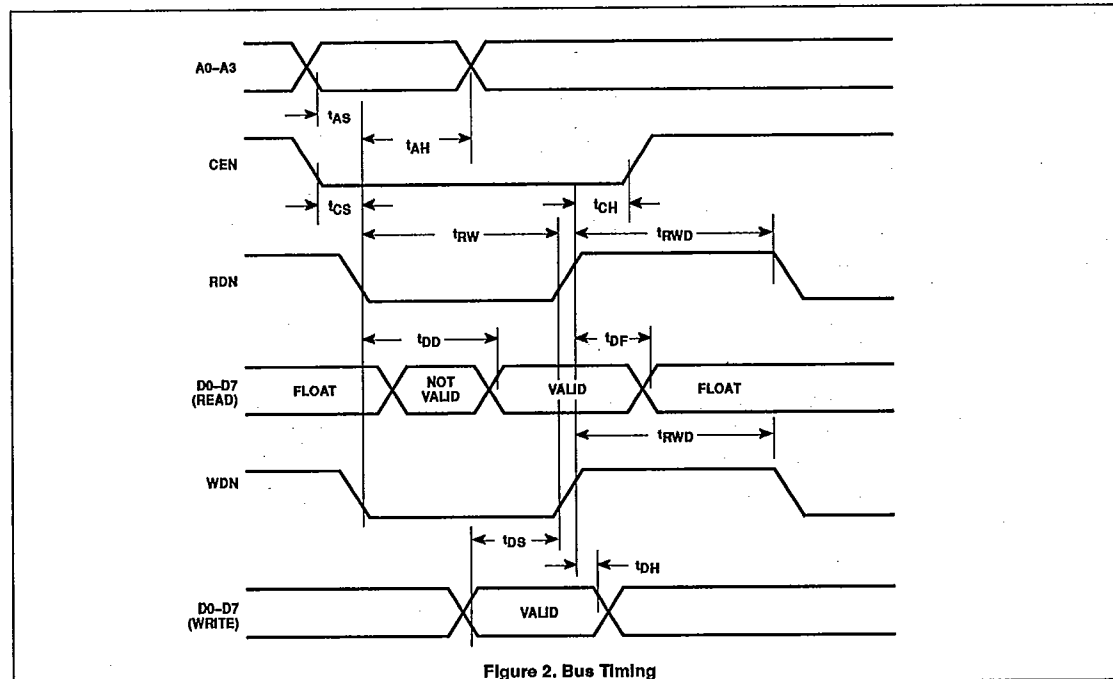 A0–A3
tAS
tAH
CEN
tCS
tCH
tRW
tRWD
RDN
tDD
tDF
D0–D7
(READ)
FLOAT
NOT
VALID
VALID
FLOAT
tRWD
WDN
tDS
tDH
D0–D7
(WRITE)
VALID
Figure 2. Bus Timing